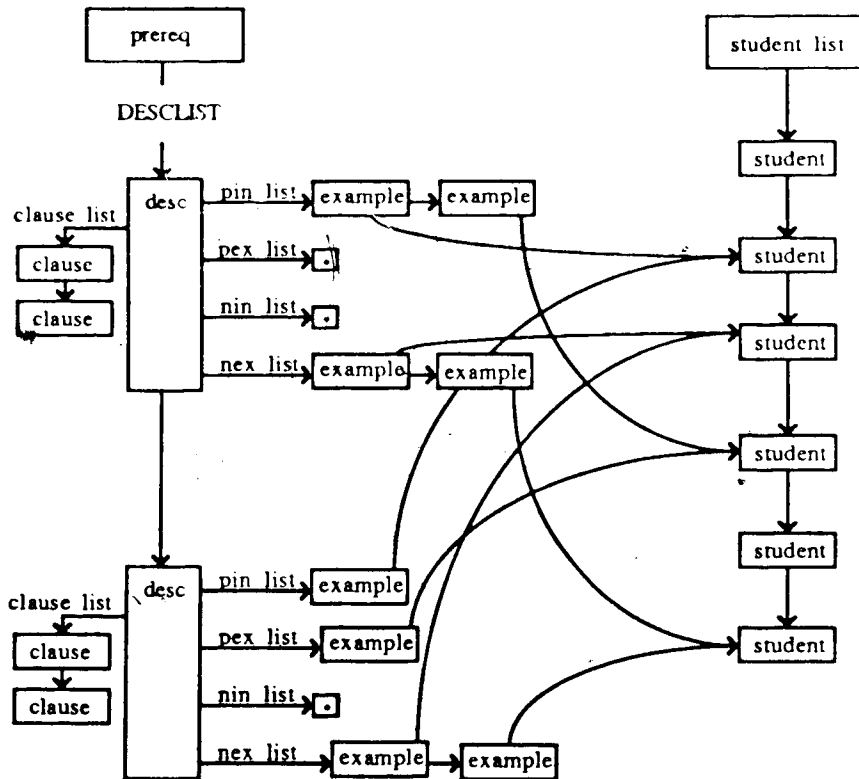 prereq
student list
DESCLIST
student
desc
pin list
example
example
clause list
student
clause
pex list
clause
nin list
student
nex list
example
example
student
student
desc
pin list
example
clause list
student
clause
pex list
example
clause
nin list
nex list
example
example